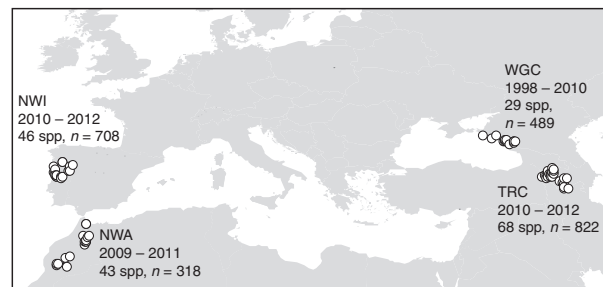 NWI
2010 – 2012
46 spp, n = 708
NWA
2009 – 2011
43 spp, n = 318
WGC
1998 – 2010
29 spp,
n = 489
TRC
2010 – 2012
68 spp, n = 822